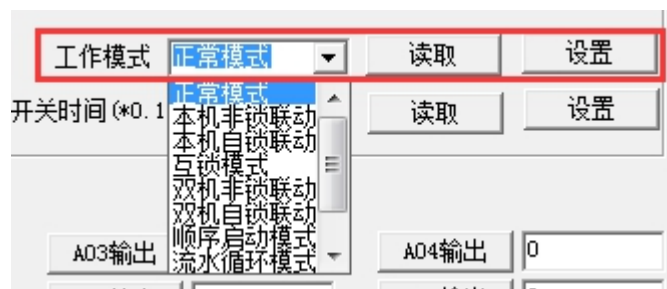 工作模式 正常模式 读取 设置
正常模式
开关时间(*0.1 读取 设置
本机非锁联动
本机自锁联动
互锁模式
双机非锁联动
双机自锁联动
顺序启动模式
流水循环模式
A03输出 A04输出 0